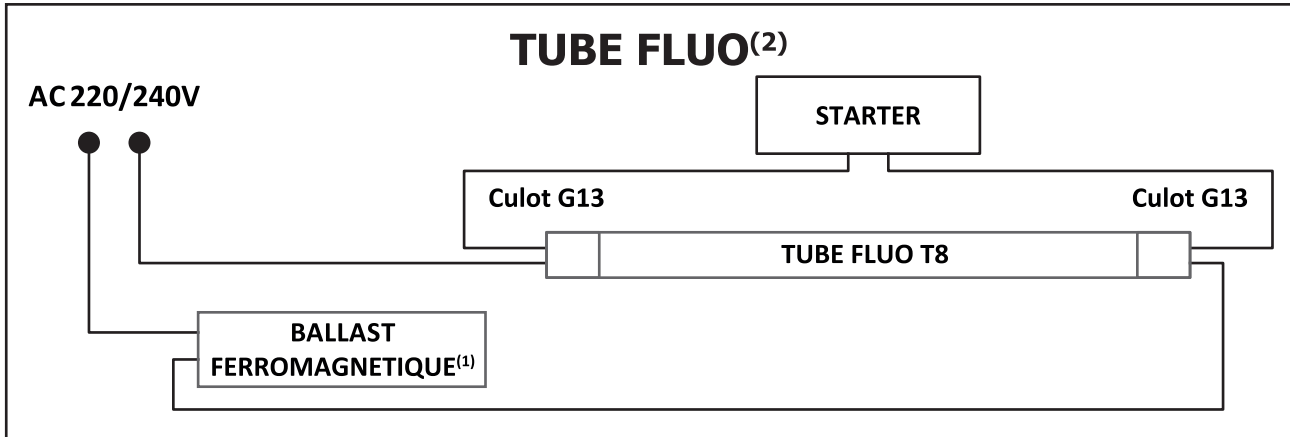 TUBE FLUO(2)
AC 220/240V
STARTER
Culot G13
Culot G13
TUBE FLUO T8
BALLAST
FERROMAGNETIQUE(1)